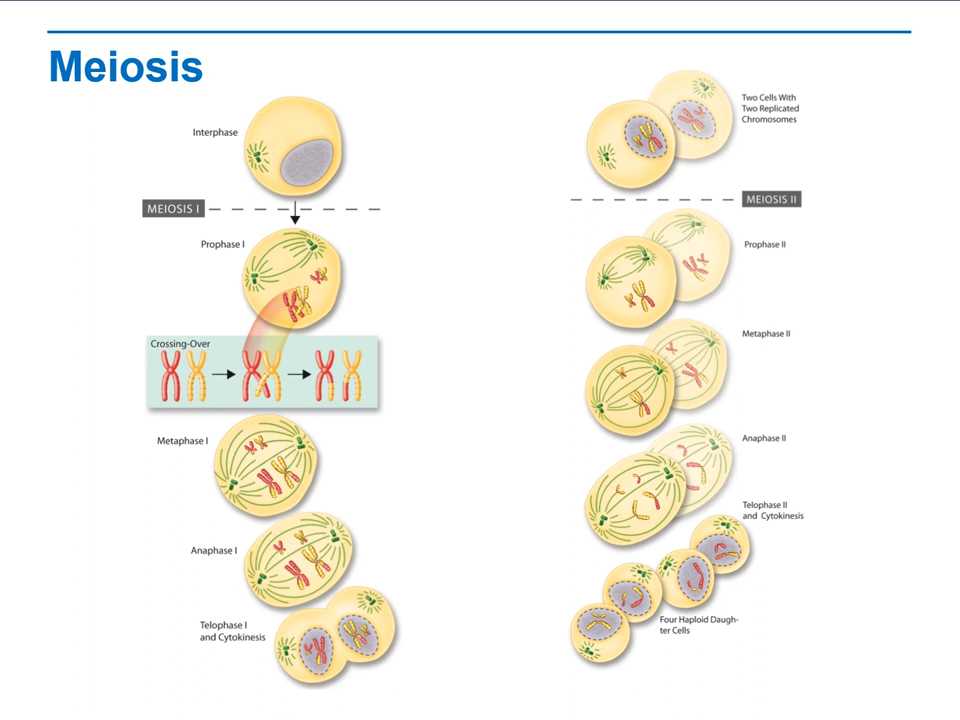 Meiosis
Interphase
MEIOSIS I
Prophase I
Crossing-Over
Metaphase I
Anaphase I
Telophase I
and Cytokinesis
Two Cells With
Two Replicated
Chromosomes
MEIOSIS II
Prophase II
Metaphase II
Anaphase II
Telophase II
and Cytokinesis
Four Haploid Daugh-
ter Cells